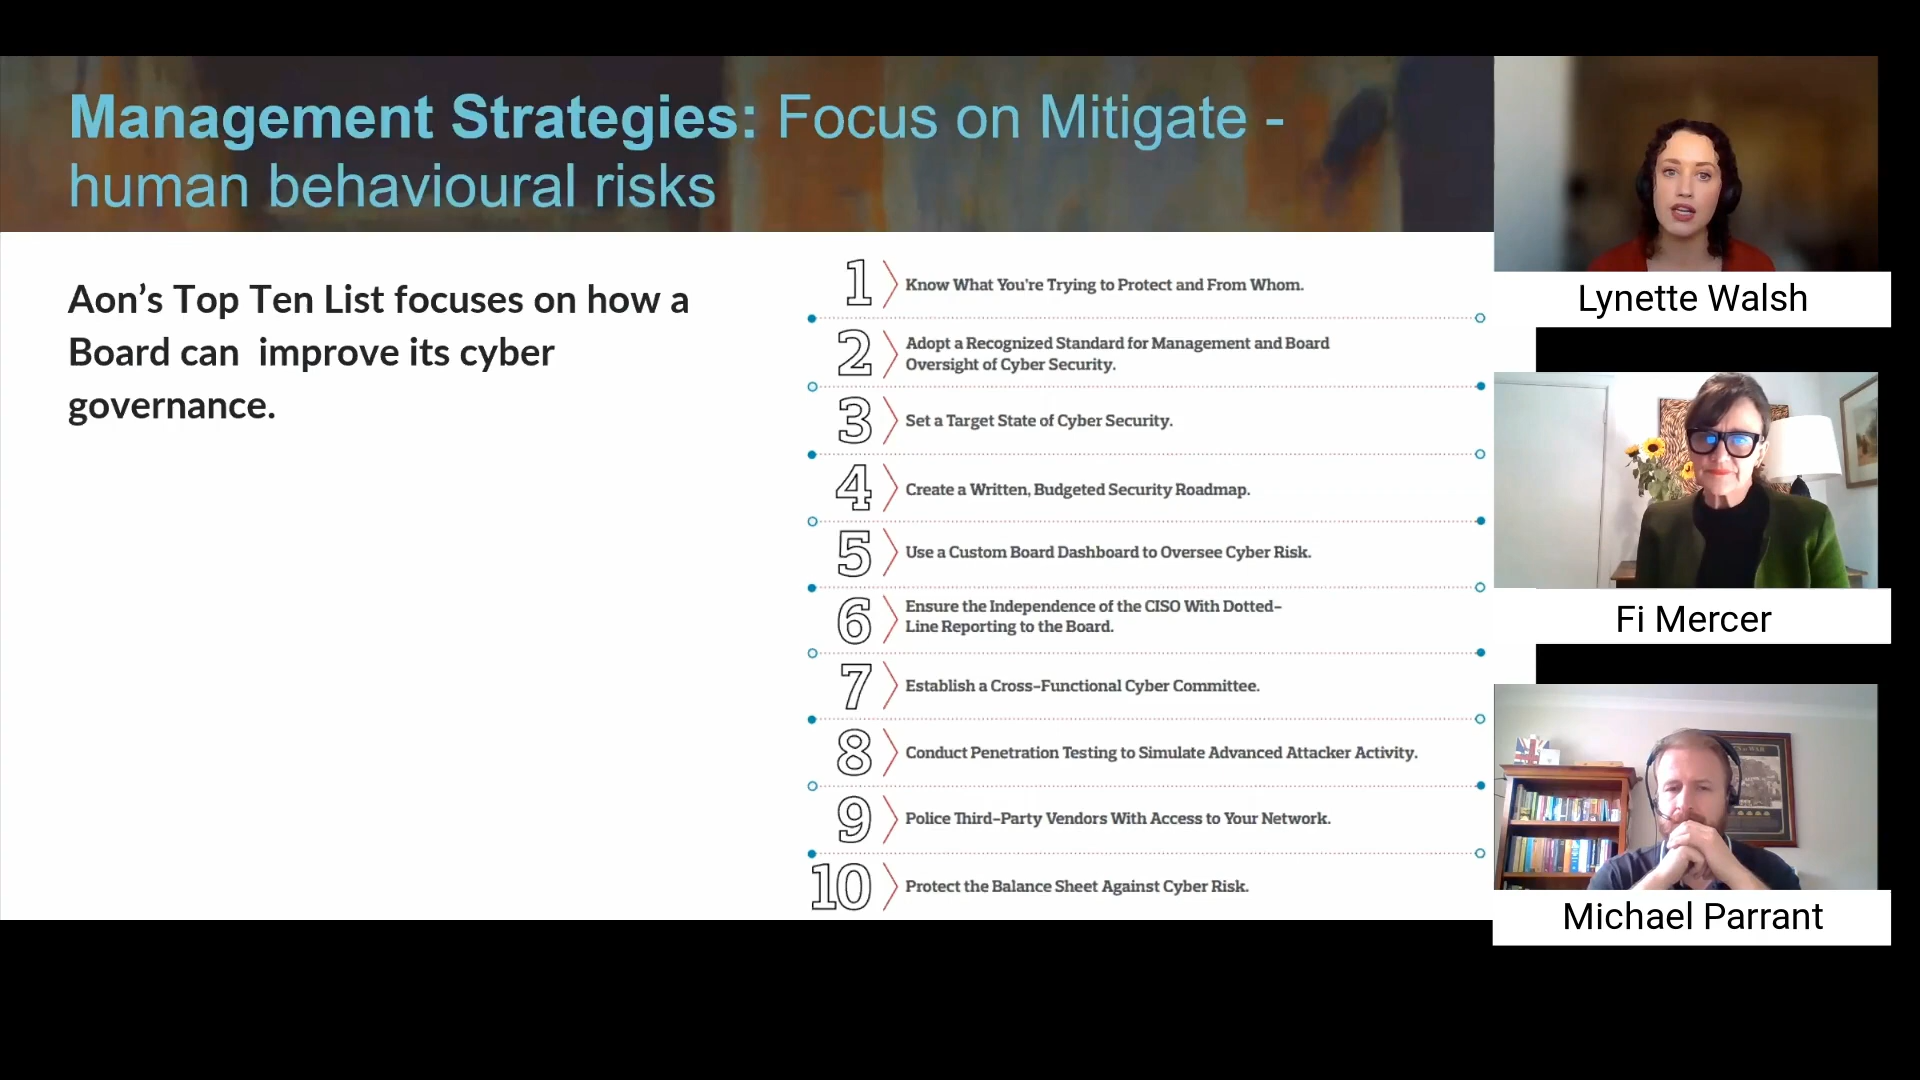 Management Strategies: Focus on Mitigate -
human behavioural risks
Aon’s Top Ten List focuses on how a
Board can  improve its cyber
governance.
1 Know What You're Trying to Protect and From Whom.
2 Adopt a Recognized Standard for Management and Board
Oversight of Cyber Security.
3 Set a Target State of Cyber Security.
4 Create a Written, Budgeted Security Roadmap.
5 Use a Custom Board Dashboard to Oversee Cyber Risk.
6 Ensure the Independence of the CISO With Dotted-
Line Reporting to the Board.
7 Establish a Cross-Functional Cyber Committee.
8 Conduct Penetration Testing to Simulate Advanced Attacker Activity.
9 Police Third-Party Vendors With Access to Your Network.
10 Protect the Balance Sheet Against Cyber Risk.
Lynette Walsh
Fi Mercer
Michael Parrant